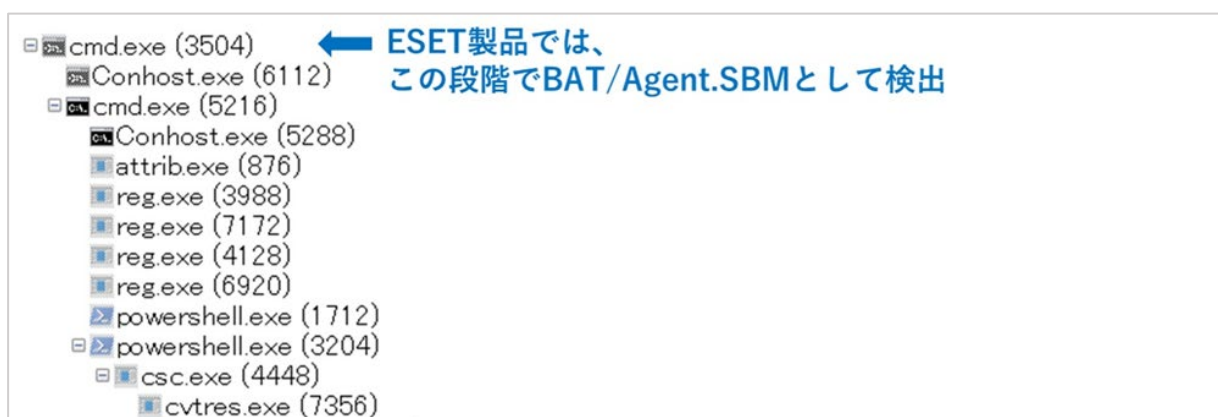 cmd.exe (3504)
ESET製品では、
この段階でBAT/Agent.SBMとして検出
Conhost.exe (6112)
cmd.exe (5216)
Conhost.exe (5288)
attrib.exe (876)
reg.exe (3988)
reg.exe (7172)
reg.exe (4128)
reg.exe (6920)
powershell.exe (1712)
powershell.exe (3204)
csc.exe (4448)
cvtres.exe (7356)